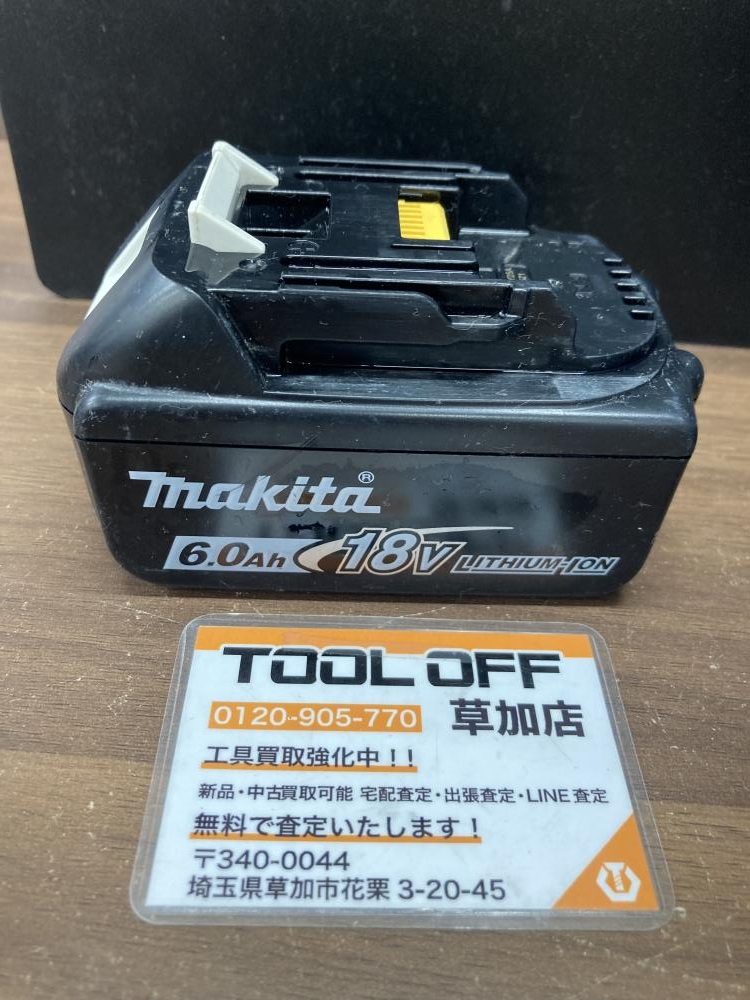 makita®
6.0Ah 18V LITHIUM-ION
TOOL OFF
0120-905-770 草加店
工具買取強化中！！
新品・中古買取可能 宅配査定・出張査定・LINE査定
無料で査定いたします！
〒340-0044
埼玉県草加市花栗 3-20-45